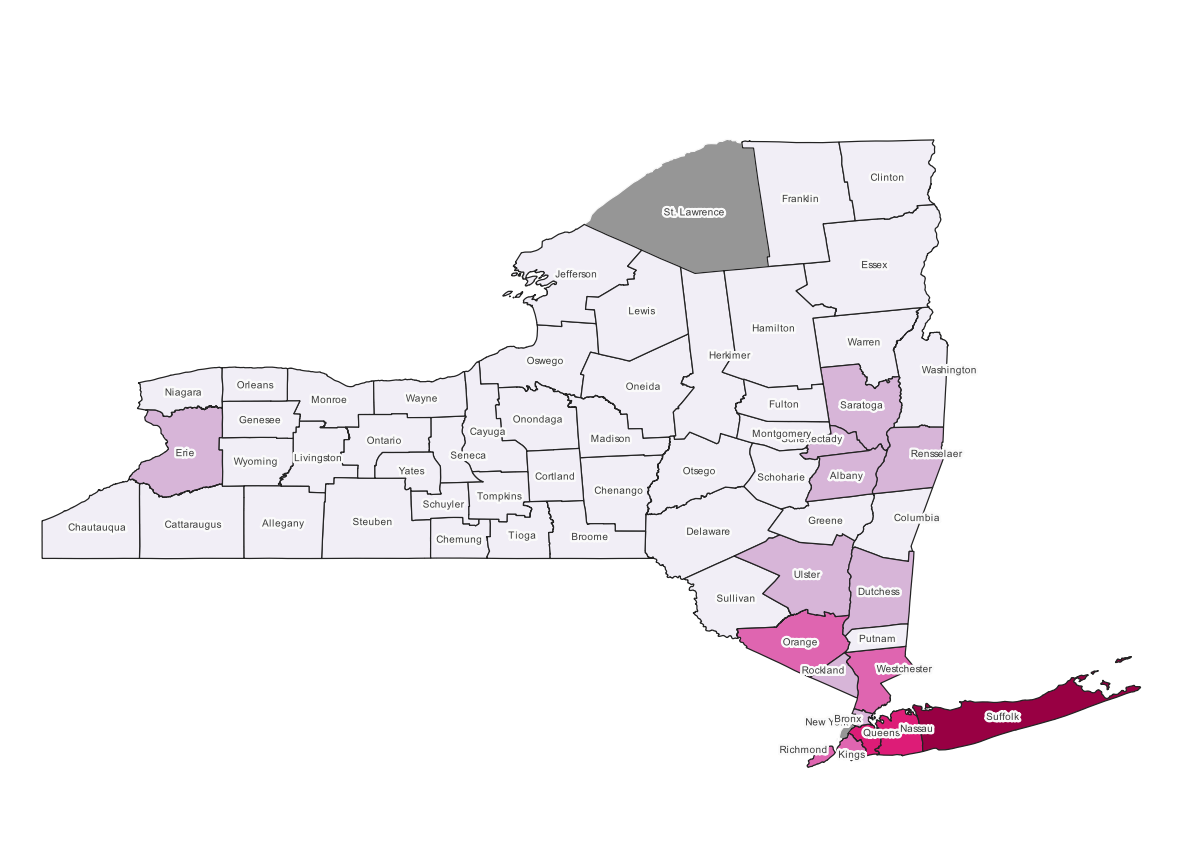 Clinton
Franklin
St. Lawrence
Essex
Jefferson
Lewis
Hamilton
Warren
Herkimer
Oswego
Washington
Oneida
Orleans
Niagara
Monroe
Wayne
Fulton
Saratoga
Genesee
Onondaga
Cayuga
Montgomery
Madison
Ontario
Erie
Livingston
Seneca
Rensselaer
Wyoming
Yates
Otsego
Cortland
Schoharie
Albany
Chenango
Tompkins
Schuyler
Columbia
Greene
Steuben
Allegany
Cattaraugus
Chautauqua
Delaware
Tioga
Broome
Chemung
Ulster
Dutchess
Sullivan
Putnam
Orange
Westchester
Rockland
Suffolk
Bronx
New
Nassau
Queens
Richmond
Kings